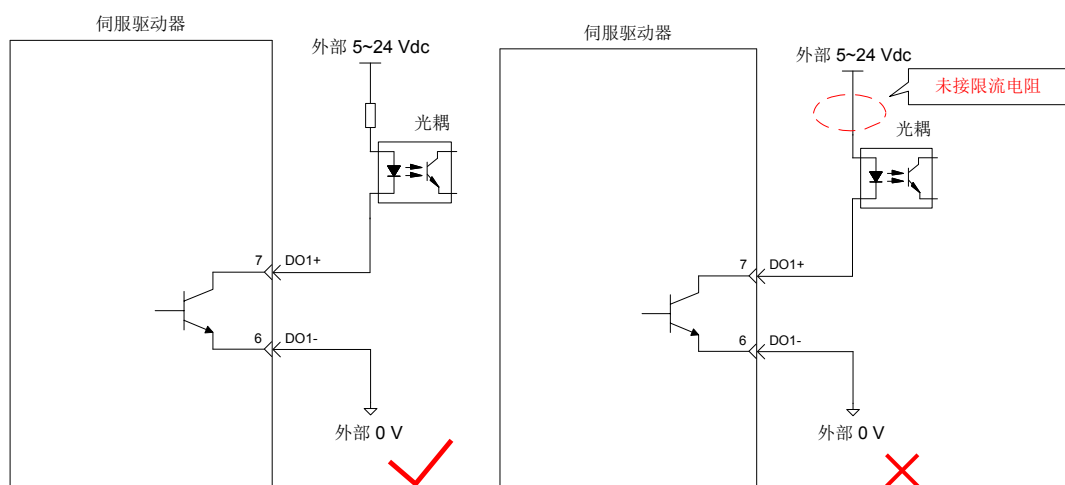 伺服驱动器
外部 5~24 Vdc
光耦
7
DO1+
6
DO1-
外部 0 V
伺服驱动器
外部 5~24 Vdc
未接限流电阻
光耦
7
DO1+
6
DO1-
外部 0 V